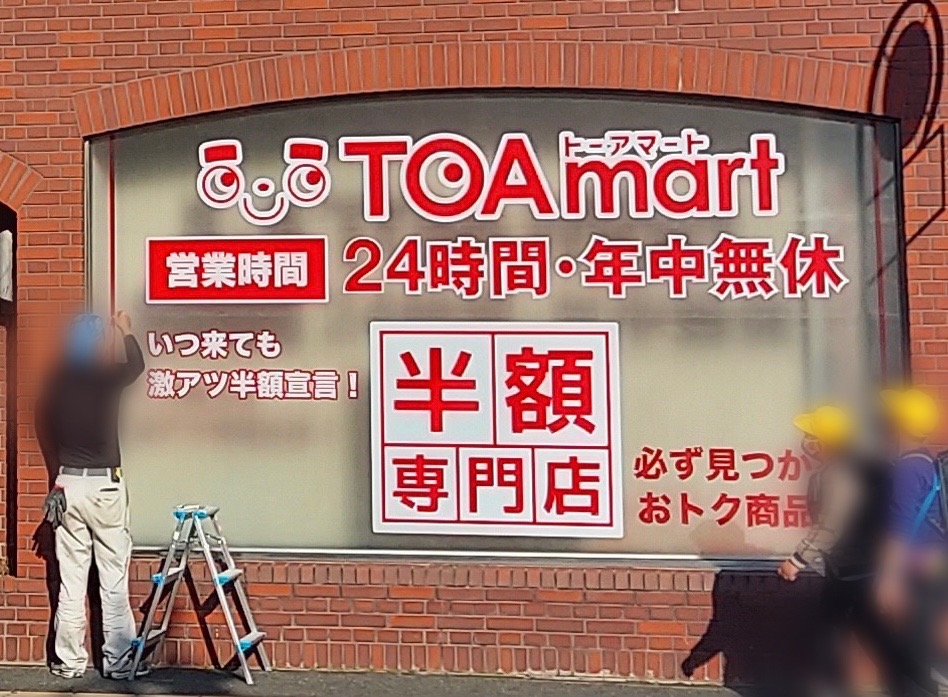 トーアマート
TOAmart
営業時間 24時間・年中無休
いつ来ても
激アツ半額宣言！
半額
専門店
必ず見つか
おトク商品